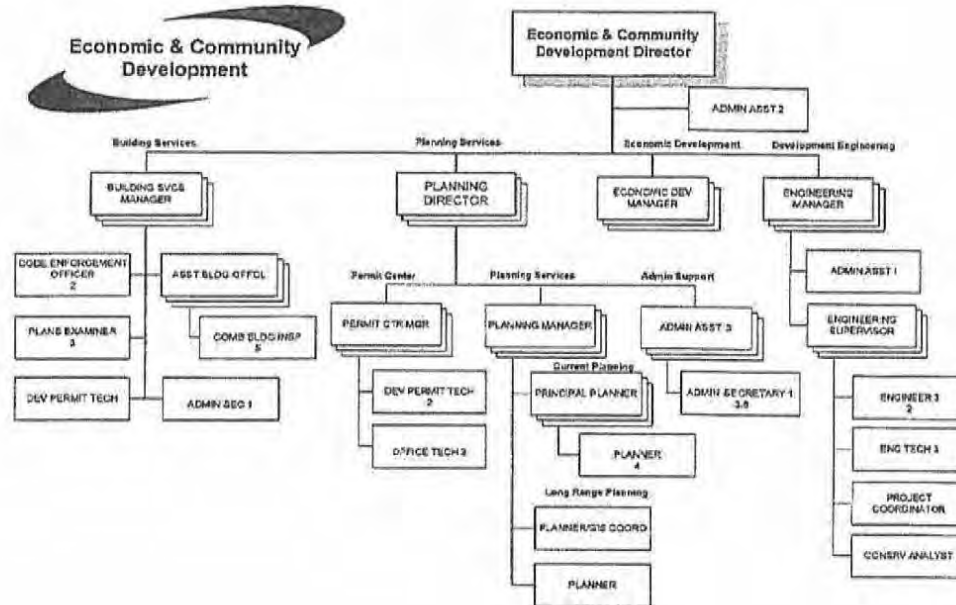 Economic & Community
Development
Economic & Community
Development Director
ADMIN ASST 2
Building Services
Planning Services
Economic Development
Development Engineering
BUILDING SVCS
MANAGER
PLANNING
DIRECTOR
ECONOMIC DEV
MANAGER
ENGINEERING
MANAGER
CODE ENFORCEMENT
OFFICER
2
ASST BLDG OFFCL
PLANS EXAMINER
3
COMB BLDG INSP
5
DEV PERMIT TECH
ADMIN SEC 1
Permit Center
Planning Services
Admin Support
PERMIT CTR MGR
PLANNING MANAGER
ADMIN ASST 3
DEV PERMIT TECH
2
OFFICE TECH 2
Current Planning
PRINCIPAL PLANNER
PLANNER
4
ADMIN SECRETARY 1
Long Range Planning
PLANNER/GIS COORD
PLANNER
ADMIN ASST 1
ENGINEERING
SUPERVISOR
ENGINEER 3
2
ENG TECH 3
PROJECT
COORDINATOR
CONSRV ANALYST